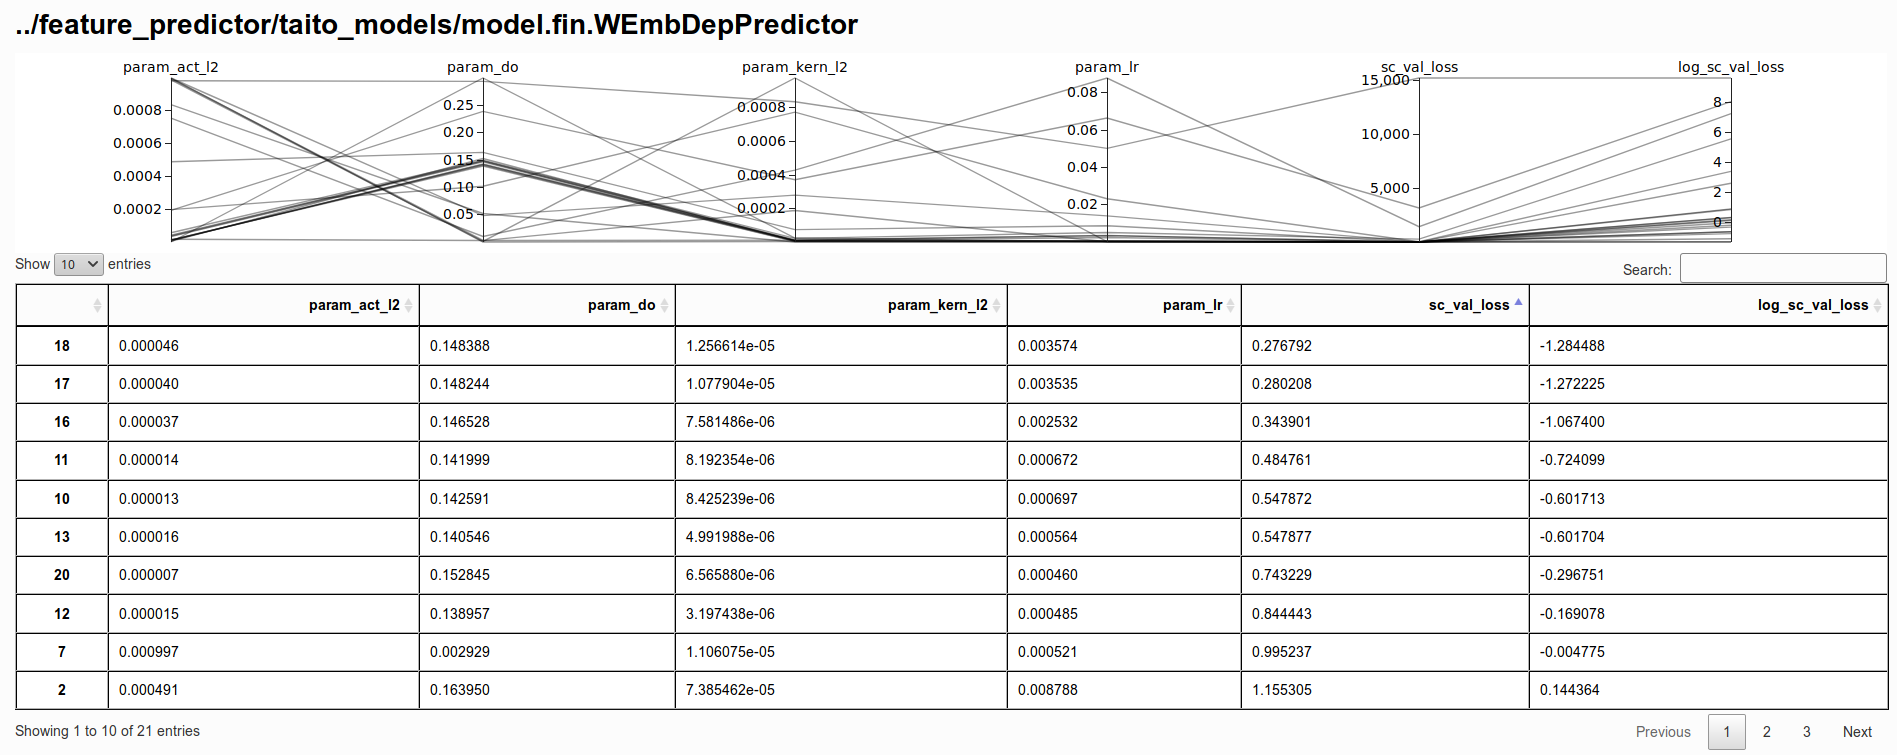 ../feature_predictor/taito_models/model.fin.WEmbDepPredictor
param_act_l2 param_do param_kern_l2 param_lr sc_val_loss log_sc_val_loss
0.0008 0.25 0.0008 0.08 15,000 8
0.0006 0.20 0.0006 0.06 10,000 6
0.0004 0.15 0.0004 0.04 5,000 4
0.0002 0.10 0.0002 0.02 2
0.05 0
Show 10 entries
Search:
param_act_l2 param_do param_kern_l2 param_lr sc_val_loss log_sc_val_loss
18 0.000046 0.148388 1.256614e-05 0.003574 0.276792 -1.284488
17 0.000040 0.148244 1.077904e-05 0.003535 0.280208 -1.272225
16 0.000037 0.146528 7.581486e-06 0.002532 0.343901 -1.067400
11 0.000014 0.141999 8.192354e-06 0.000672 0.484761 -0.724099
10 0.000013 0.142591 8.425239e-06 0.000697 0.547872 -0.601713
13 0.000016 0.140546 4.991988e-06 0.000564 0.547877 -0.601704
20 0.000007 0.152845 6.565880e-06 0.000460 0.743229 -0.296751
12 0.000015 0.138957 3.197438e-06 0.000485 0.844443 -0.169078
7 0.000997 0.002929 1.106075e-05 0.000521 0.995237 -0.004775
2 0.000491 0.163950 7.385462e-05 0.008788 1.155305 0.144364
Showing 1 to 10 of 21 entries
Previous 1 2 3 Next